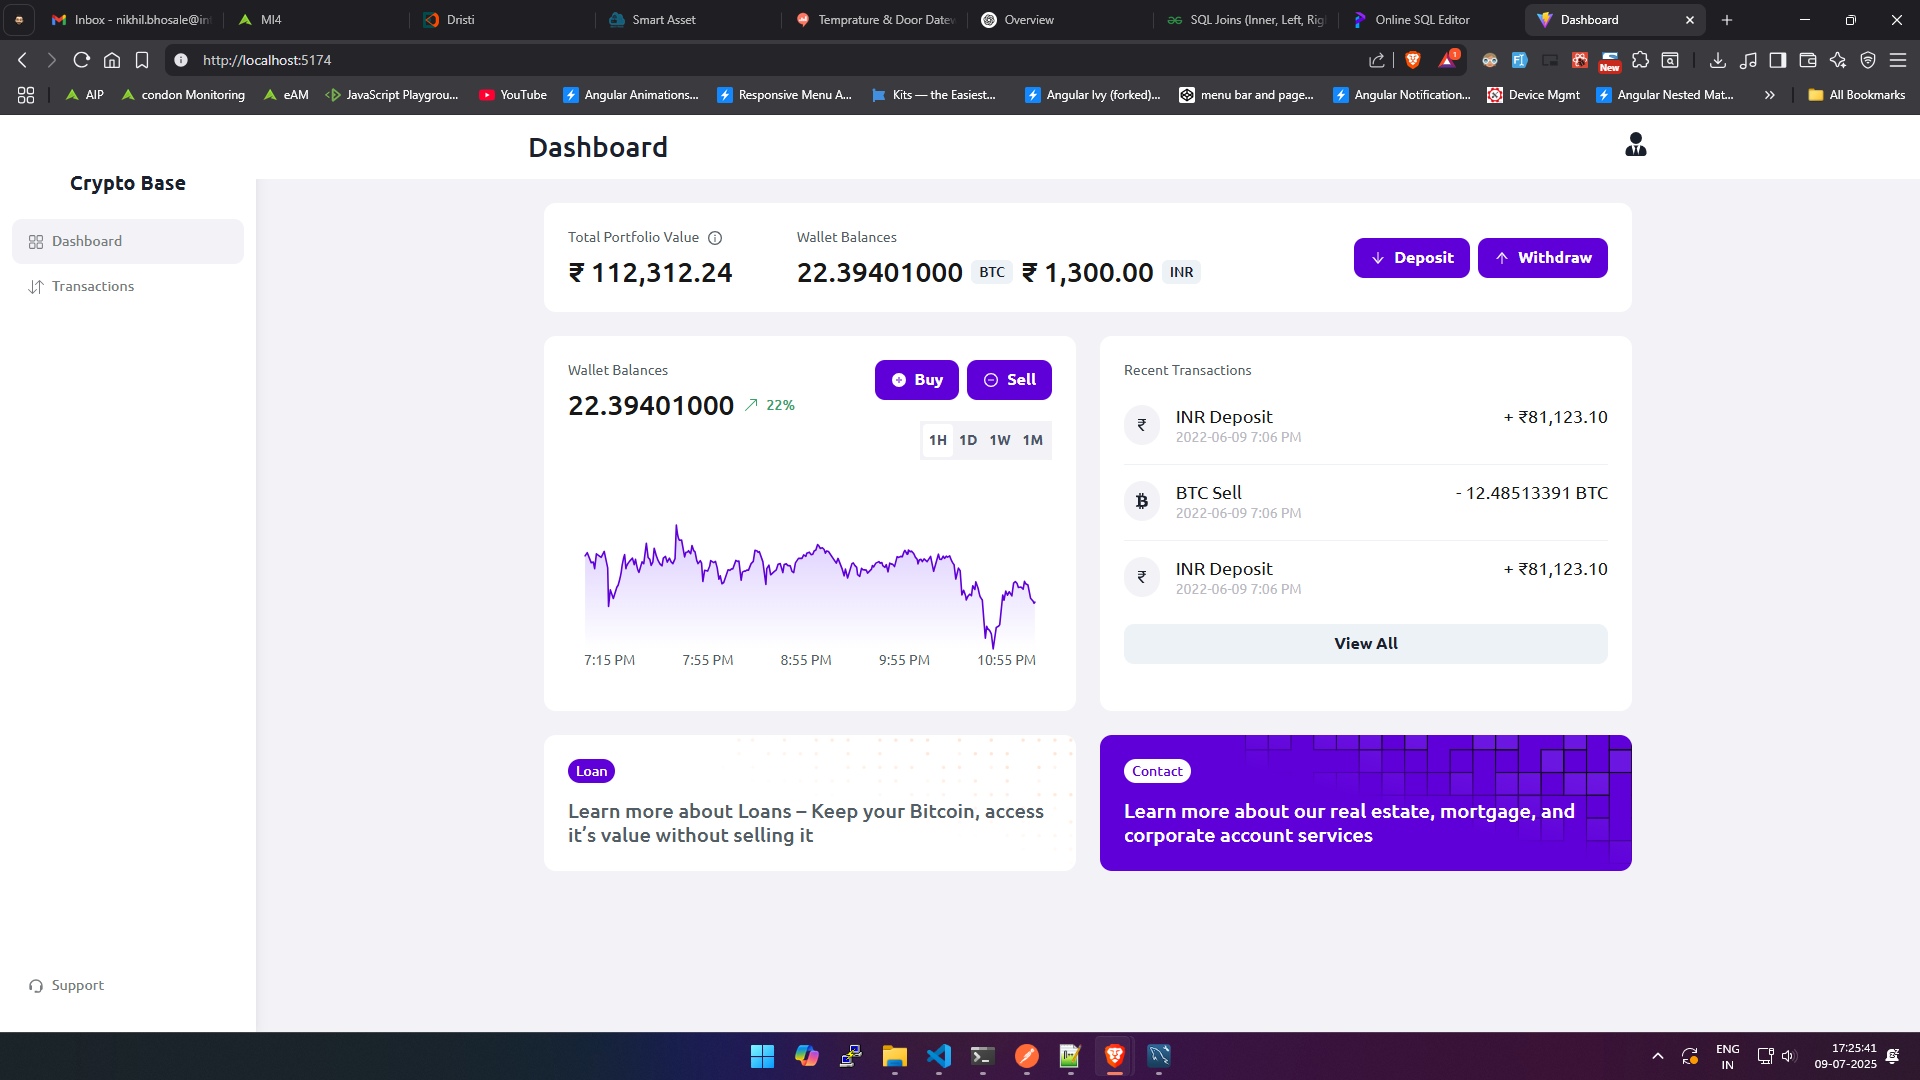 Inbox - nikhil.bhosale@in
MI4
Dristi
Smart Asset
Temprature & Door Datew
Overview
SQL Joins (Inner, Left, Righ
Online SQL Editor
Dashboard
http://localhost:5174
1
New
AIP
condon Monitoring
eAM
JavaScript Playgrou...
YouTube
Angular Animations...
Responsive Menu A...
Kits — the Easiest...
Angular Ivy (forked)...
menu bar and page...
Angular Notification...
Device Mgmt
Angular Nested Mat...
All Bookmarks
Crypto Base
Dashboard
Transactions
Support
Dashboard
Total Portfolio Value
₹ 112,312.24
Wallet Balances
22.39401000 BTC ₹ 1,300.00 INR
Deposit
Withdraw
Wallet Balances
22.39401000 22%
Buy
Sell
1H 1D 1W 1M
7:15 PM 7:55 PM 8:55 PM 9:55 PM 10:55 PM
Recent Transactions
₹
INR Deposit + ₹81,123.10
2022-06-09 7:06 PM
BTC Sell - 12.48513391 BTC
2022-06-09 7:06 PM
₹
INR Deposit + ₹81,123.10
2022-06-09 7:06 PM
View All
Loan
Learn more about Loans – Keep your Bitcoin, access
it’s value without selling it
Contact
Learn more about our real estate, mortgage, and
corporate account services
ENG
IN
17:25:41
09-07-2025